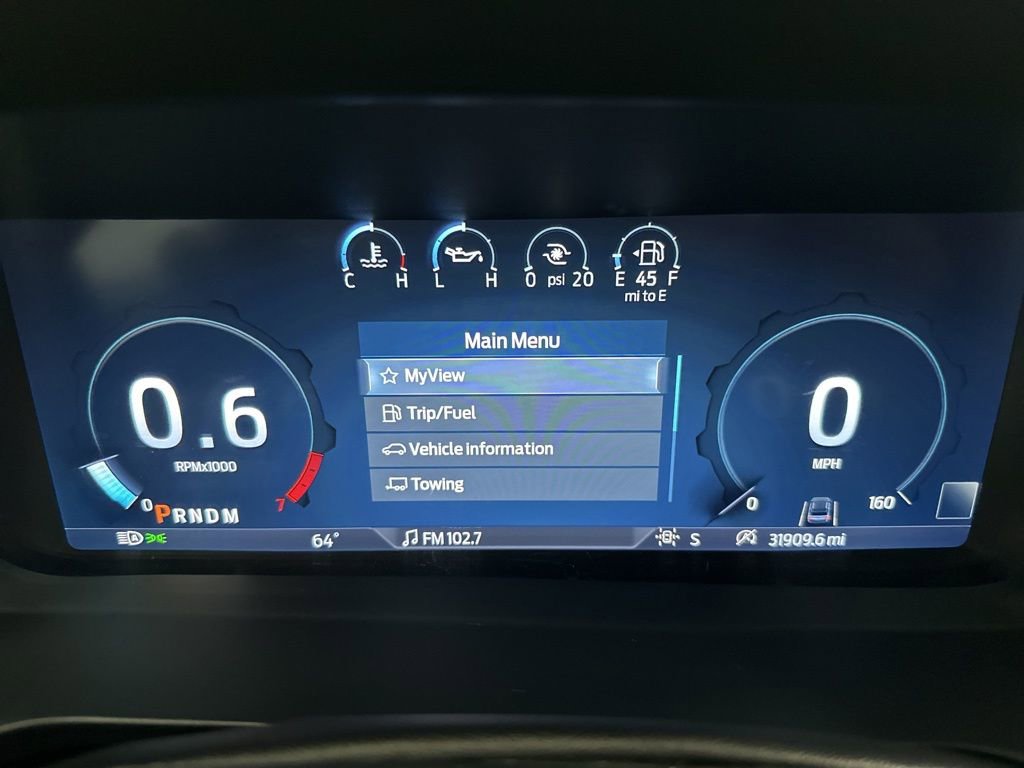 C H
L H
0 psi 20
E 45 F
mi to E
Main Menu
MyView
Trip/Fuel
Vehicle information
Towing
0.6
RPMx1000
0 7
PRNDM
0
MPH
0 160
A
64°
FM 102.7
S
31909.6 mi